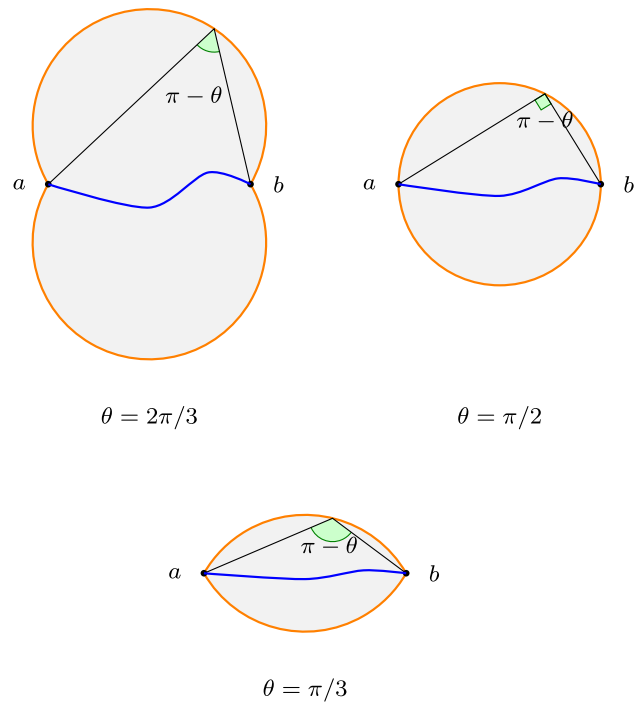 π − θ
a
b
π − θ
a
b
θ = 2π/3
θ = π/2
π − θ
a
b
θ = π/3